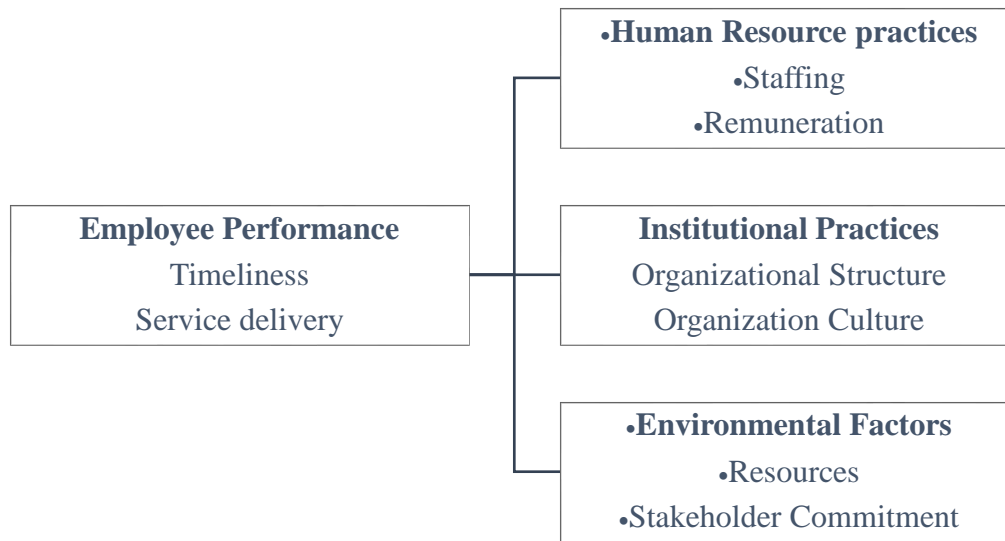 •Human Resource practices
•Staffing
•Remuneration
Employee Performance
Timeliness
Service delivery
Institutional Practices
Organizational Structure
Organization Culture
•Environmental Factors
•Resources
•Stakeholder Commitment